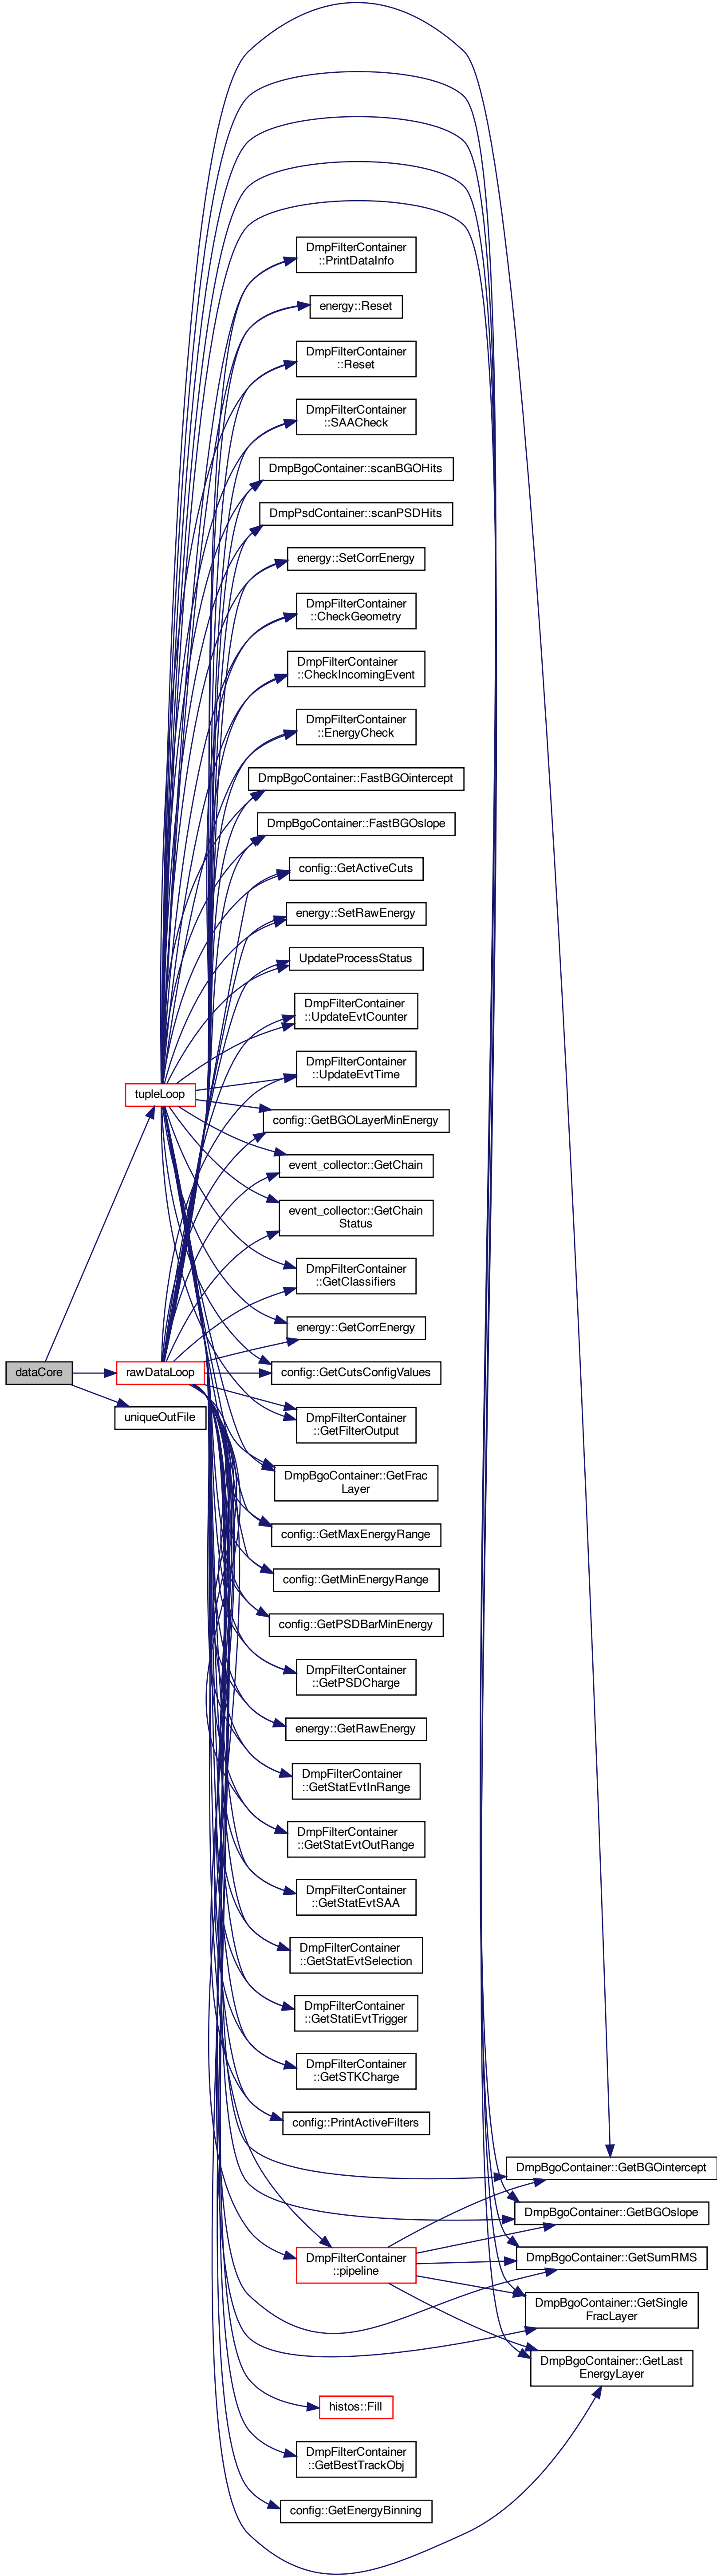 DmpFilterContainer
::PrintDataInfo
energy::Reset
DmpFilterContainer
::Reset
DmpFilterContainer
::SAACheck
DmpBgoContainer::scanBGOHits
DmpPsdContainer::scanPSDHits
energy::SetCorrEnergy
DmpFilterContainer
::CheckGeometry
DmpFilterContainer
::CheckIncomingEvent
DmpFilterContainer
::EnergyCheck
DmpBgoContainer::FastBGOintercept
DmpBgoContainer::FastBGOslope
config::GetActiveCuts
energy::SetRawEnergy
UpdateProcessStatus
DmpFilterContainer
::UpdateEvtCounter
DmpFilterContainer
::UpdateEvtTime
tupleLoop
config::GetBGOLayerMinEnergy
event_collector::GetChain
event_collector::GetChain
Status
DmpFilterContainer
::GetClassifiers
energy::GetCorrEnergy
dataCore
rawDataLoop
config::GetCutsConfigValues
uniqueOutFile
DmpFilterContainer
::GetFilterOutput
DmpBgoContainer::GetFrac
Layer
config::GetMaxEnergyRange
config::GetMinEnergyRange
config::GetPSDBarMinEnergy
DmpFilterContainer
::GetPSDCharge
energy::GetRawEnergy
DmpFilterContainer
::GetStatEvtInRange
DmpFilterContainer
::GetStatEvtOutRange
DmpFilterContainer
::GetStatEvtSAA
DmpFilterContainer
::GetStatEvtSelection
DmpFilterContainer
::GetStatiEvtTrigger
DmpFilterContainer
::GetSTKCharge
config::PrintActiveFilters
DmpBgoContainer::GetBGOintercept
DmpBgoContainer::GetBGOslope
DmpFilterContainer
::pipeline
DmpBgoContainer::GetSumRMS
DmpBgoContainer::GetSingle
FracLayer
DmpBgoContainer::GetLast
EnergyLayer
histos::Fill
DmpFilterContainer
::GetBestTrackObj
config::GetEnergyBinning